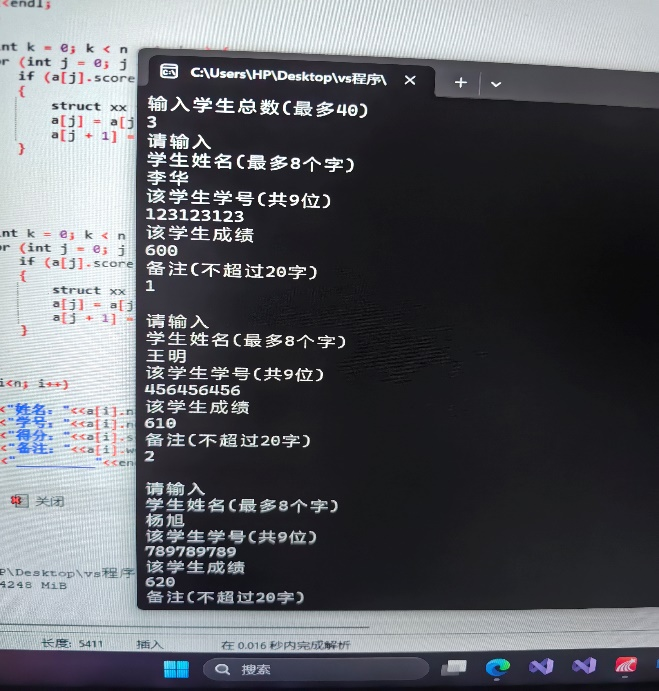 <endl;
int k = 0; k < n
r (int j = 0; j
if (a[j].score
{
struct xx
a[j] = a[j
a[j + 1] =
}
int k = 0; k < n
r (int j = 0; j
if (a[j].score
{
struct xx
a[j] = a[j
a[j + 1] =
}
i<n; i++)
<"姓名："<<a[i].n
<"学号："<<a[i].n
<"得分："<<a[i].s
<"备注："<<a[i].w
<"__________"<<en
关闭
P\Desktop\vs程序
4248 MiB
C:\Users\HP\Desktop\vs程序\
输入学生总数(最多40)
3
请输入
学生姓名(最多8个字)
李华
该学生学号(共9位)
123123123
该学生成绩
600
备注(不超过20字)
1
请输入
学生姓名(最多8个字)
王明
该学生学号(共9位)
456456456
该学生成绩
610
备注(不超过20字)
2
请输入
学生姓名(最多8个字)
杨旭
该学生学号(共9位)
789789789
该学生成绩
620
备注(不超过20字)
长度: 5411 插入 在 0.016 秒内完成解析
搜索